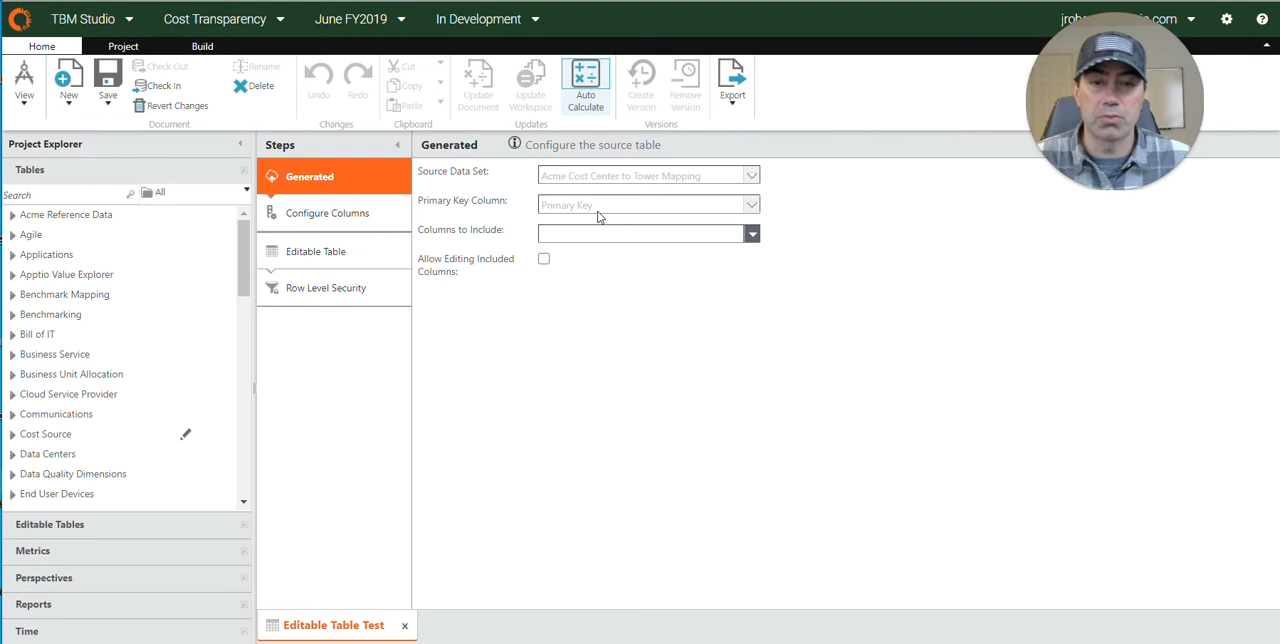 TBM Studio
Cost Transparency
June FY2019
In Development
Home
Project
Build
View
New
Save
Check Out
Check In
Revert Changes
Rename
Delete
Document
Undo
Redo
Changes
Cut
Copy
Paste
Clipboard
Update
Document
Update
Workspace
Auto
Calculate
Updates
Create
Version
Remove
Version
Versions
Export
Project Explorer
Tables
Search
All
Acme Reference Data
Agile
Applications
Apptio Value Explorer
Benchmark Mapping
Benchmarking
Bill of IT
Business Service
Business Unit Allocation
Cloud Service Provider
Communications
Cost Source
Data Centers
Data Quality Dimensions
End User Devices
Editable Tables
Metrics
Perspectives
Reports
Time
Steps
Generated
Configure Columns
Editable Table
Row Level Security
Generated
Configure the source table
Source Data Set:
Acme Cost Center to Tower Mapping
Primary Key Column:
Primary Key
Columns to Include:
Allow Editing Included
Columns:
Editable Table Test
x